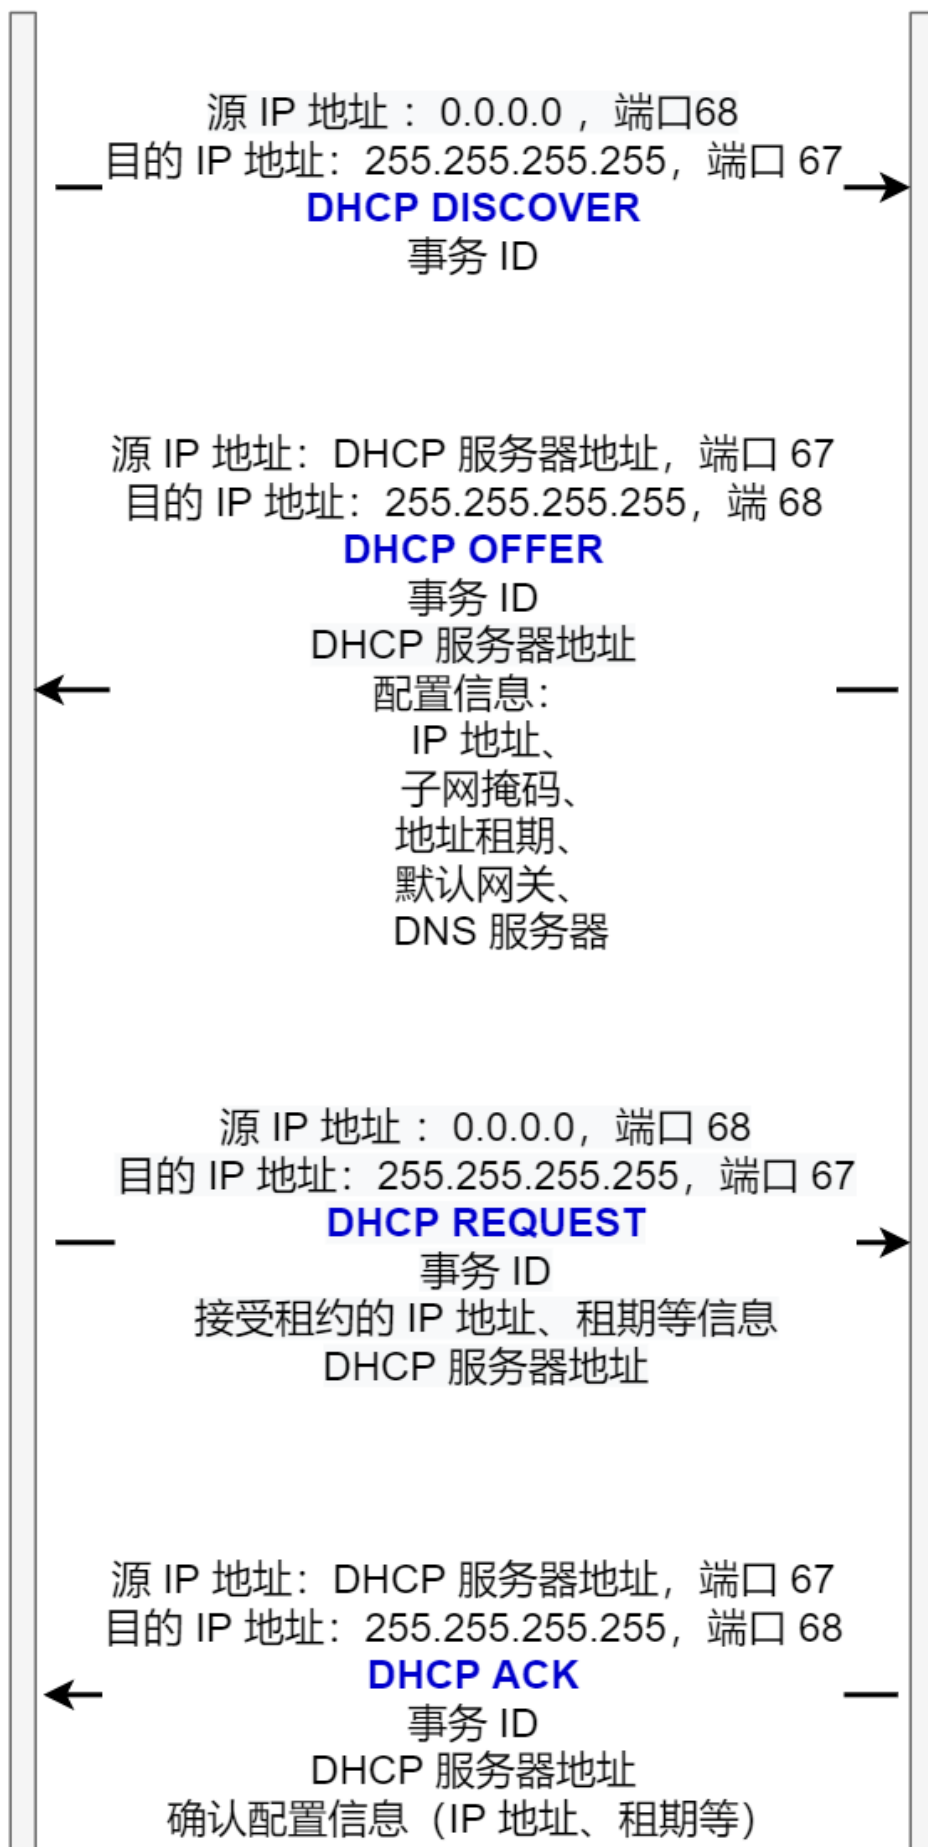 源 IP 地址 ：0.0.0.0 ，端口68
目的 IP 地址：255.255.255.255，端口 67
DHCP DISCOVER
事务 ID
源 IP 地址：DHCP 服务器地址，端口 67
目的 IP 地址：255.255.255.255，端 68
DHCP OFFER
事务 ID
DHCP 服务器地址
配置信息：
IP 地址、
子网掩码、
地址租期、
默认网关、
DNS 服务器
源 IP 地址 ：0.0.0.0，端口 68
目的 IP 地址：255.255.255.255，端口 67
DHCP REQUEST
事务 ID
接受租约的 IP 地址、租期等信息
DHCP 服务器地址
源 IP 地址：DHCP 服务器地址，端口 67
目的 IP 地址：255.255.255.255，端口 68
DHCP ACK
事务 ID
DHCP 服务器地址
确认配置信息（IP 地址、租期等）